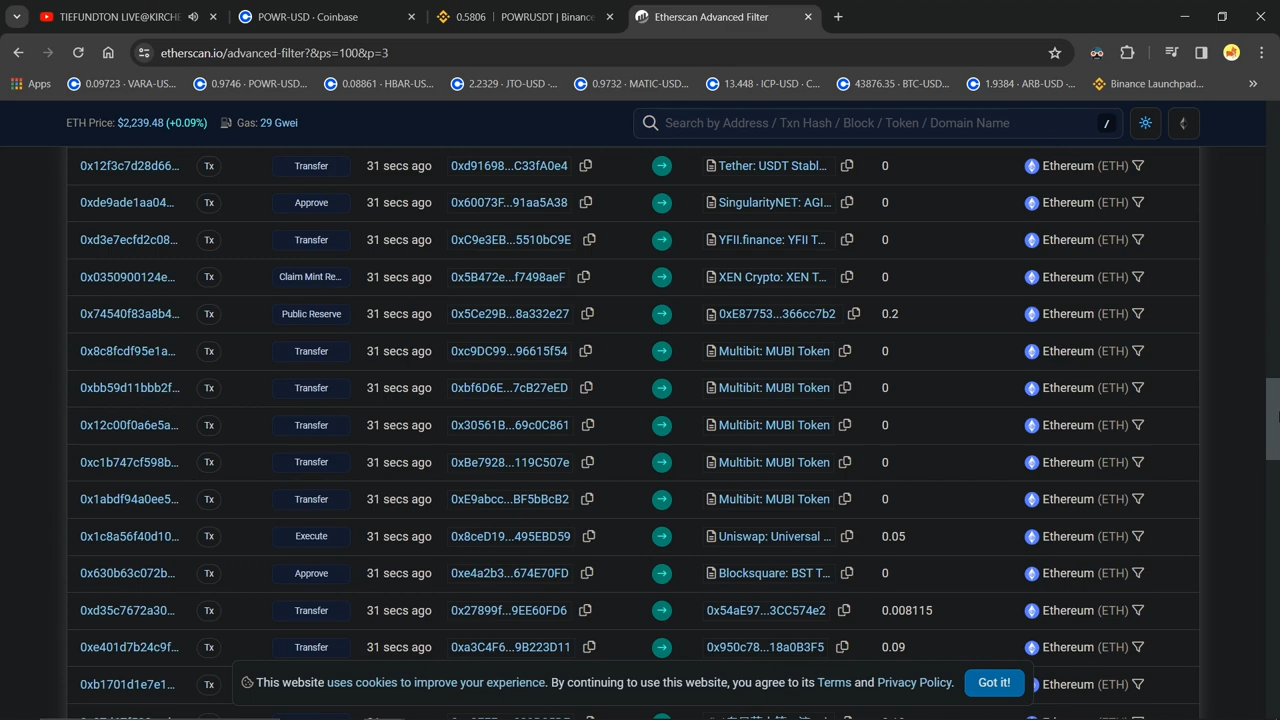 TIEFUNDTON LIVE@KIRCHE
POWR-USD - Coinbase
0.5806 | POWRUSDT | Binanc
Etherscan Advanced Filter
etherscan.io/advanced-filter?&ps=100&p=3
Apps
0.09723 - VARA-US...
0.9746 - POWR-USD...
0.08861 - HBAR-US...
2.2329 - JTO-USD -...
0.9732 - MATIC-USD...
13.448 - ICP-USD - C...
43876.35 - BTC-USD...
1.9384 - ARB-USD -...
Binance Launchpad...
ETH Price: $2,239.48 (+0.09%) Gas: 29 Gwei
Search by Address / Txn Hash / Block / Token / Domain Name /
0x12f3c7d28d66... Tx Transfer 31 secs ago 0xd91698...C33fA0e4 Tether: USDT Stabl... 0 Ethereum (ETH)
0xde9ade1aa04... Tx Approve 31 secs ago 0x60073F...91aa5A38 SingularityNET: AGI... 0 Ethereum (ETH)
0xd3e7ecfd2c08... Tx Transfer 31 secs ago 0xC9e3EB...5510bC9E YFII.finance: YFII T... 0 Ethereum (ETH)
0x0350900124e... Tx Claim Mint Re... 31 secs ago 0x5B472e...f7498aeF XEN Crypto: XEN T... 0 Ethereum (ETH)
0x74540f83a8b4... Tx Public Reserve 31 secs ago 0x5Ce29B...8a332e27 0xE87753...366cc7b2 0.2 Ethereum (ETH)
0x8c8fcdf95e1a... Tx Transfer 31 secs ago 0xc9DC99...96615f54 Multibit: MUBI Token 0 Ethereum (ETH)
0xbb59d11bbb2f... Tx Transfer 31 secs ago 0xbf6D6E...7cB27eED Multibit: MUBI Token 0 Ethereum (ETH)
0x12c00f0a6e5a... Tx Transfer 31 secs ago 0x30561B...69c0C861 Multibit: MUBI Token 0 Ethereum (ETH)
0xc1b747cf598b... Tx Transfer 31 secs ago 0xBe7928...119C507e Multibit: MUBI Token 0 Ethereum (ETH)
0x1abdf94a0ee5... Tx Transfer 31 secs ago 0xE9abcc...BF5bBcB2 Multibit: MUBI Token 0 Ethereum (ETH)
0x1c8a56f40d10... Tx Execute 31 secs ago 0x8ceD19...495EBD59 Uniswap: Universal ... 0.05 Ethereum (ETH)
0x630b63c072b... Tx Approve 31 secs ago 0xe4a2b3...674E70FD Blocksquare: BST T... 0 Ethereum (ETH)
0xd35c7672a30... Tx Transfer 31 secs ago 0x27899f...9EE60FD6 0x54aE97...3CC574e2 0.008115 Ethereum (ETH)
0xe401d7b24c9f... Tx Transfer 31 secs ago 0xa3C4F6...9B223D11 0x950c78...18a0B3F5 0.09 Ethereum (ETH)
0xb1701d1e7e1... Tx Ethereum (ETH)
This website uses cookies to improve your experience. By continuing to use this website, you agree to its Terms and Privacy Policy. Got it!